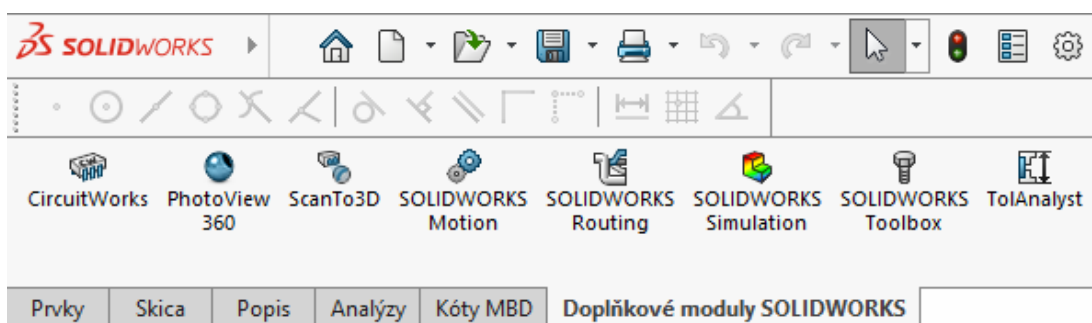 SOLIDWORKS
CircuitWorks
PhotoView 360
ScanTo3D
SOLIDWORKS Motion
SOLIDWORKS Routing
SOLIDWORKS Simulation
SOLIDWORKS Toolbox
TolAnalyst
Prvky Skica Popis Analýzy Kóty MBD Doplňkové moduly SOLIDWORKS